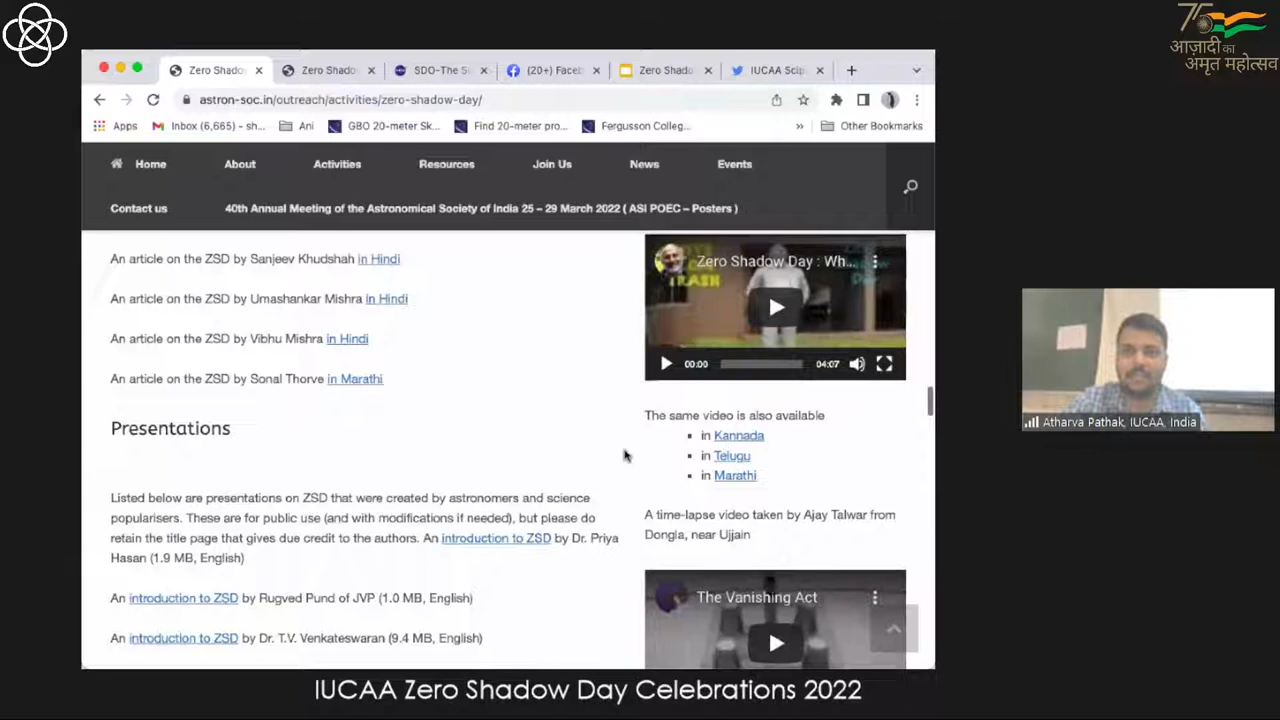 75
आज़ादी का
अमृत महोत्सव
Zero Shado
Zero Shado
SDO-The S
(20+) Faceb
Zero Shado
IUCAA Scip
astron-soc.in/outreach/activities/zero-shadow-day/
Apps
Inbox (6,665) - sh...
Ani
GBO 20-meter Sk...
Find 20-meter pro...
Fergusson Colleg...
»
Other Bookmarks
Home
About
Activities
Resources
Join Us
News
Events
Contact us
40th Annual Meeting of the Astronomical Society of India 25 – 29 March 2022 ( ASI POEC – Posters )
An article on the ZSD by Sanjeev Khudshah in Hindi
An article on the ZSD by Umashankar Mishra in Hindi
An article on the ZSD by Vibhu Mishra in Hindi
An article on the ZSD by Sonal Thorve in Marathi
Presentations
Listed below are presentations on ZSD that were created by astronomers and science
popularisers. These are for public use (and with modifications if needed), but please do
retain the title page that gives due credit to the authors. An introduction to ZSD by Dr. Priya
Hasan (1.9 MB, English)
An introduction to ZSD by Rugved Pund of JVP (1.0 MB, English)
An introduction to ZSD by Dr. T.V. Venkateswaran (9.4 MB, English)
Zero Shadow Day : Wh...
TRASH
00:00
04:07
The same video is also available
▪ in Kannada
▪ in Telugu
▪ in Marathi
A time-lapse video taken by Ajay Talwar from
Dongla, near Ujjain
The Vanishing Act
Atharva Pathak, IUCAA, India
IUCAA Zero Shadow Day Celebrations 2022